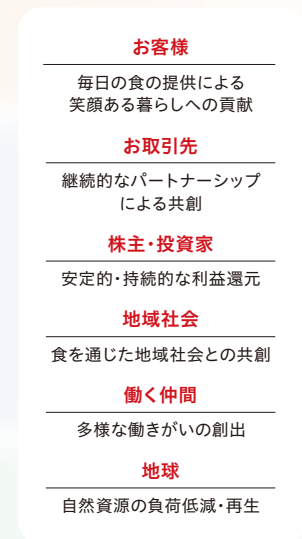 お客様
毎日の食の提供による
笑顔ある暮らしへの貢献
お取引先
継続的なパートナーシップ
による共創
株主・投資家
安定的・持続的な利益還元
地域社会
食を通じた地域社会との共創
働く仲間
多様な働きがいの創出
地球
自然資源の負荷低減・再生